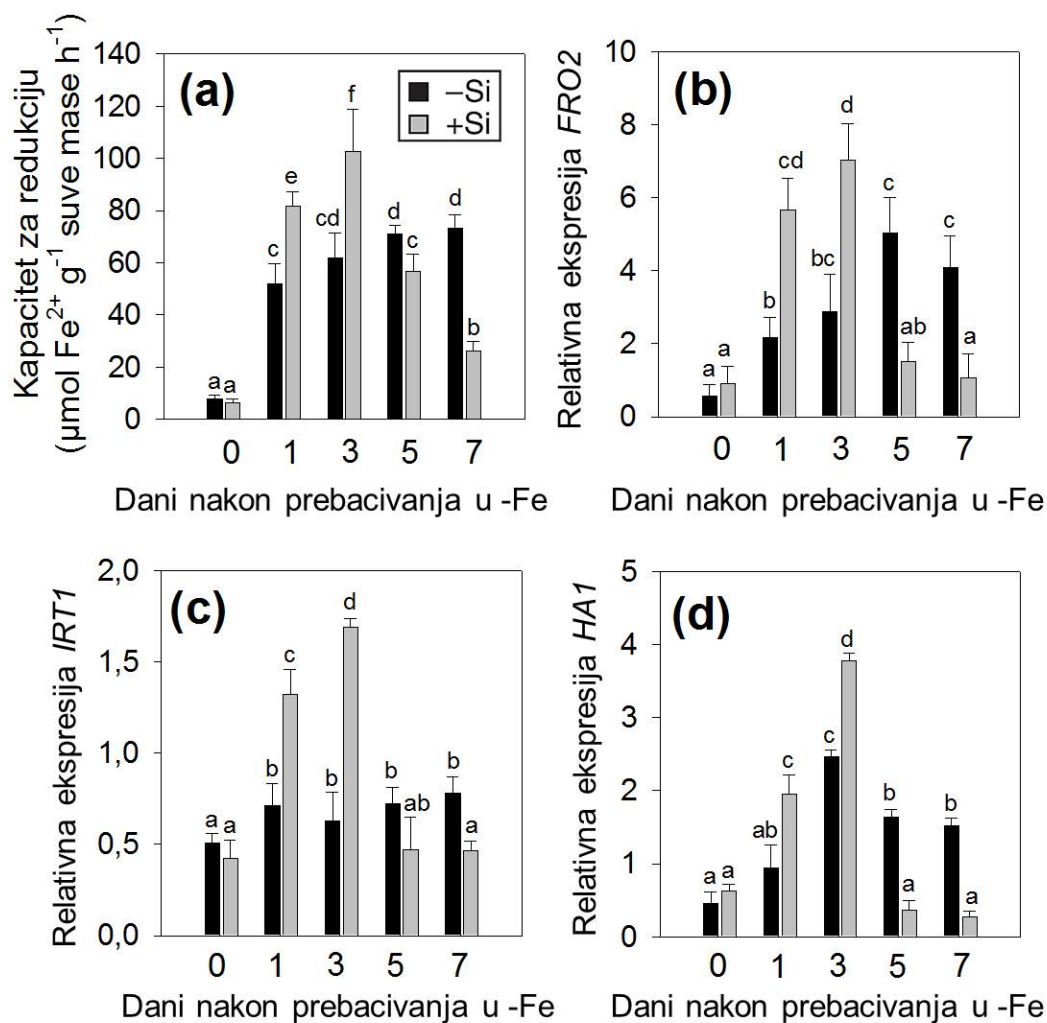 Kapacitet za redukciju
(µmol Fe²⁺ g⁻¹ suve mase h⁻¹)
140
120
100
80
60
40
20
0
(a)
–Si
+Si
a a c e cd f d c d b
0 1 3 5 7
Dani nakon prebacivanja u -Fe
Relativna ekspresija FRO2
10
8
6
4
2
0
(b)
a a b cd bc d c ab c a
0 1 3 5 7
Dani nakon prebacivanja u -Fe
Relativna ekspresija IRT1
2,0
1,5
1,0
0,5
0,0
(c)
a a b c b d b ab b a
0 1 3 5 7
Dani nakon prebacivanja u -Fe
Relativna ekspresija HA1
5
4
3
2
1
0
(d)
a a ab c c d b a b a
0 1 3 5 7
Dani nakon prebacivanja u -Fe